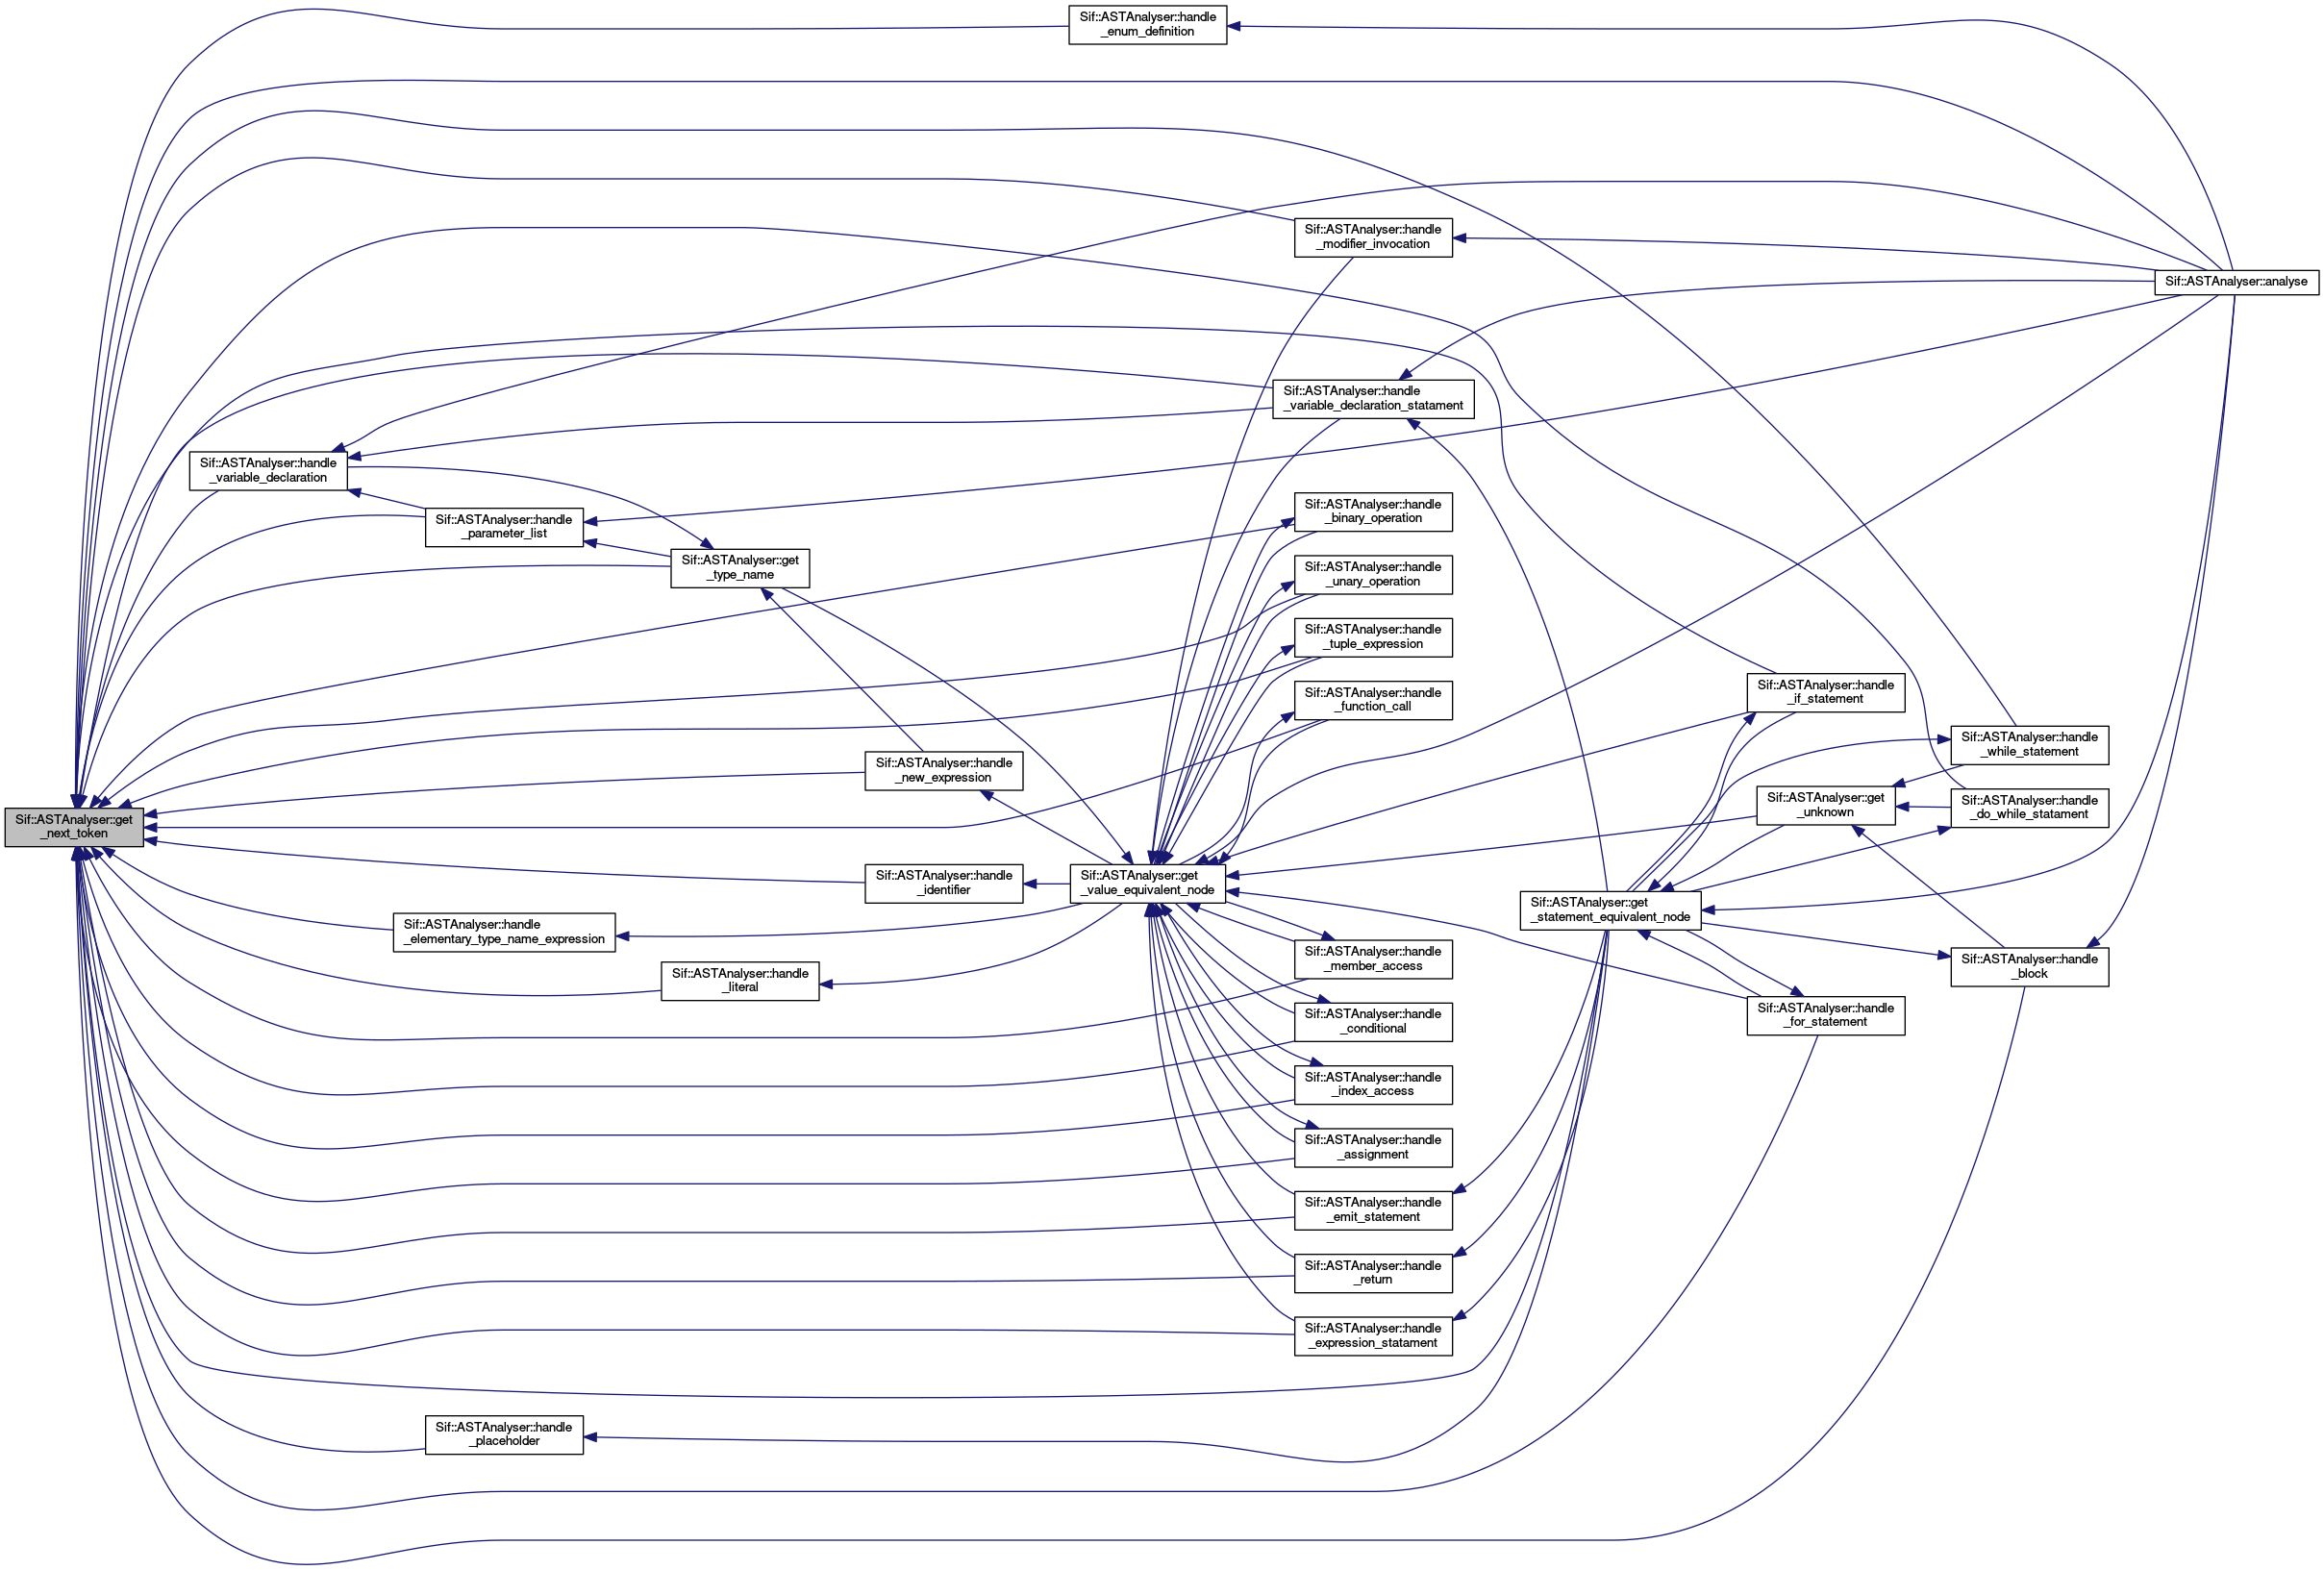 Sif::ASTAnalyser::handle
_enum_definition
Sif::ASTAnalyser::handle
_modifier_invocation
Sif::ASTAnalyser::analyse
Sif::ASTAnalyser::handle
_variable_declaration_statament
Sif::ASTAnalyser::handle
_variable_declaration
Sif::ASTAnalyser::handle
_parameter_list
Sif::ASTAnalyser::get
_type_name
Sif::ASTAnalyser::handle
_binary_operation
Sif::ASTAnalyser::handle
_unary_operation
Sif::ASTAnalyser::handle
_tuple_expression
Sif::ASTAnalyser::handle
_function_call
Sif::ASTAnalyser::handle
_if_statement
Sif::ASTAnalyser::handle
_while_statement
Sif::ASTAnalyser::handle
_new_expression
Sif::ASTAnalyser::get
_unknown
Sif::ASTAnalyser::handle
_do_while_statament
Sif::ASTAnalyser::get
_next_token
Sif::ASTAnalyser::handle
_identifier
Sif::ASTAnalyser::get
_value_equivalent_node
Sif::ASTAnalyser::get
_statement_equivalent_node
Sif::ASTAnalyser::handle
_elementary_type_name_expression
Sif::ASTAnalyser::handle
_member_access
Sif::ASTAnalyser::handle
_block
Sif::ASTAnalyser::handle
_literal
Sif::ASTAnalyser::handle
_for_statement
Sif::ASTAnalyser::handle
_conditional
Sif::ASTAnalyser::handle
_index_access
Sif::ASTAnalyser::handle
_assignment
Sif::ASTAnalyser::handle
_emit_statement
Sif::ASTAnalyser::handle
_return
Sif::ASTAnalyser::handle
_expression_statament
Sif::ASTAnalyser::handle
_placeholder